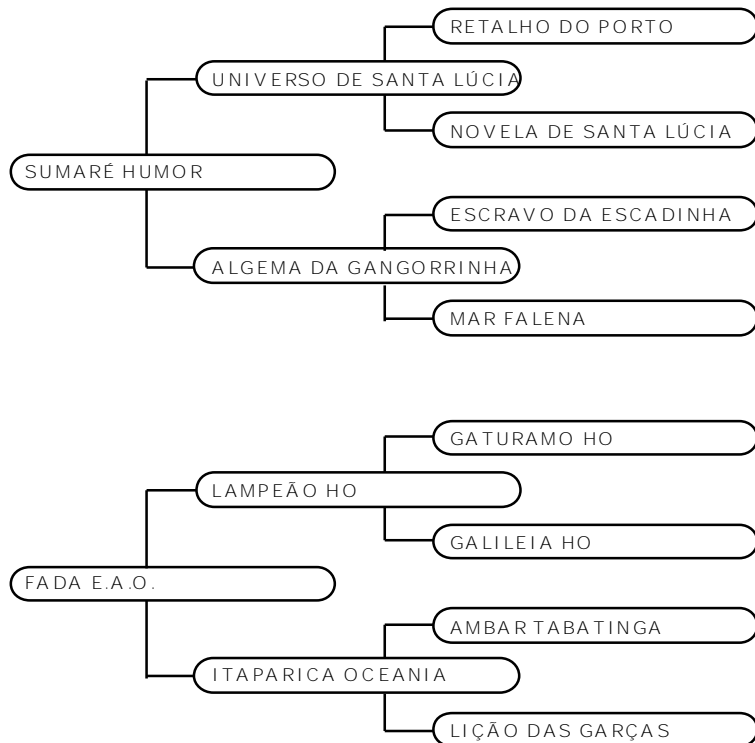 RETALHO DO PORTO
UNIVERSO DE SANTA LÚCIA
NOVELA DE SANTA LÚCIA
SUMARÉ HUMOR
ESCRAVO DA ESCADINHA
ALGEMA DA GANGORRINHA
MAR FALENA
GATURAMO HO
LAMPEÃO HO
GALILEIA HO
FADA E.A.O.
AMBAR TABATINGA
ITAPARICA OCEANIA
LIÇÃO DAS GARÇAS